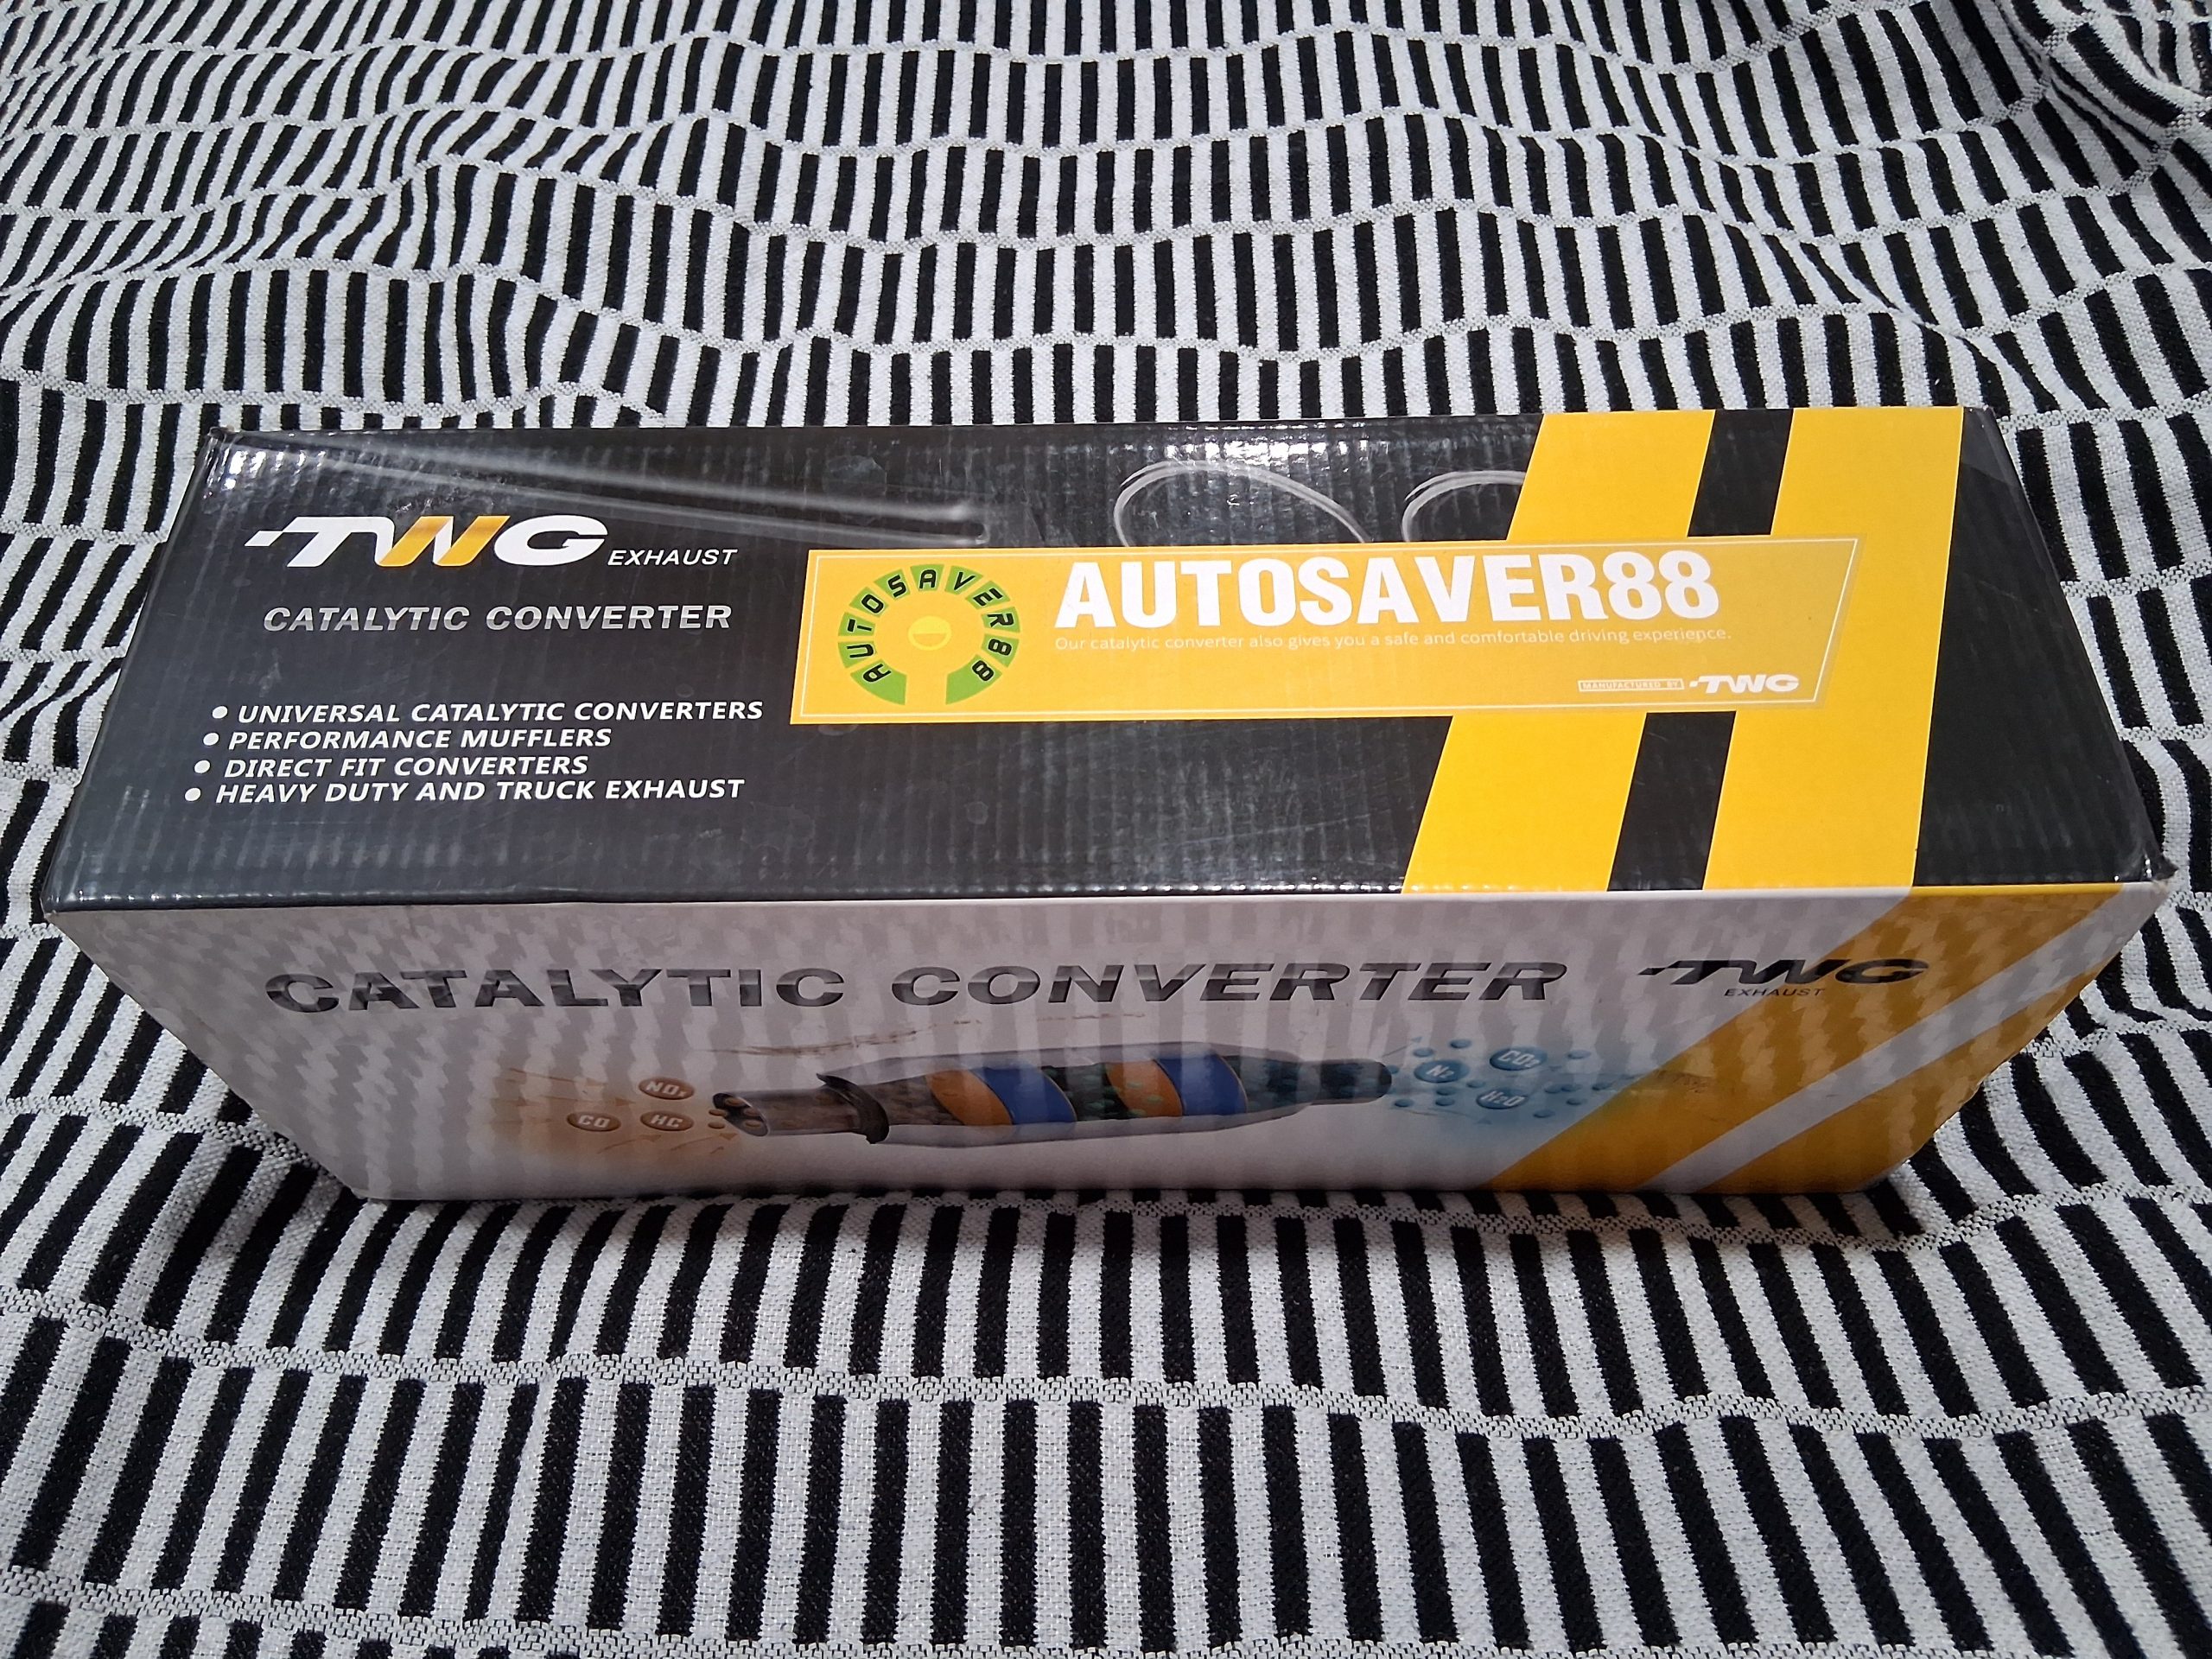 TWG EXHAUST
CATALYTIC CONVERTER
• UNIVERSAL CATALYTIC CONVERTERS
• PERFORMANCE MUFFLERS
• DIRECT FIT CONVERTERS
• HEAVY DUTY AND TRUCK EXHAUST
AUTOSAVER88
AUTOSAVER88
Our catalytic converter also gives you a safe and comfortable driving experience.
MANUFACTURED BY TWG
CATALYTIC CONVERTER
TWG
EXHAUST
NOx
CO HC
CO₂
N₂
H₂O